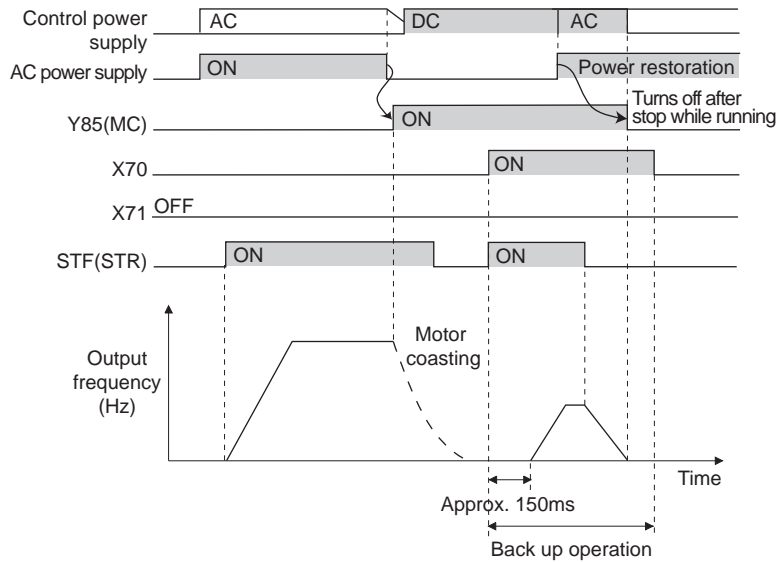 Control power
supply
AC
DC
AC
AC power supply
ON
Power restoration
Turns off after
stop while running
Y85(MC)
ON
X70
ON
X71
OFF
STF(STR)
ON
ON
Output
frequency
(Hz)
Motor
coasting
Time
Approx. 150ms
Back up operation